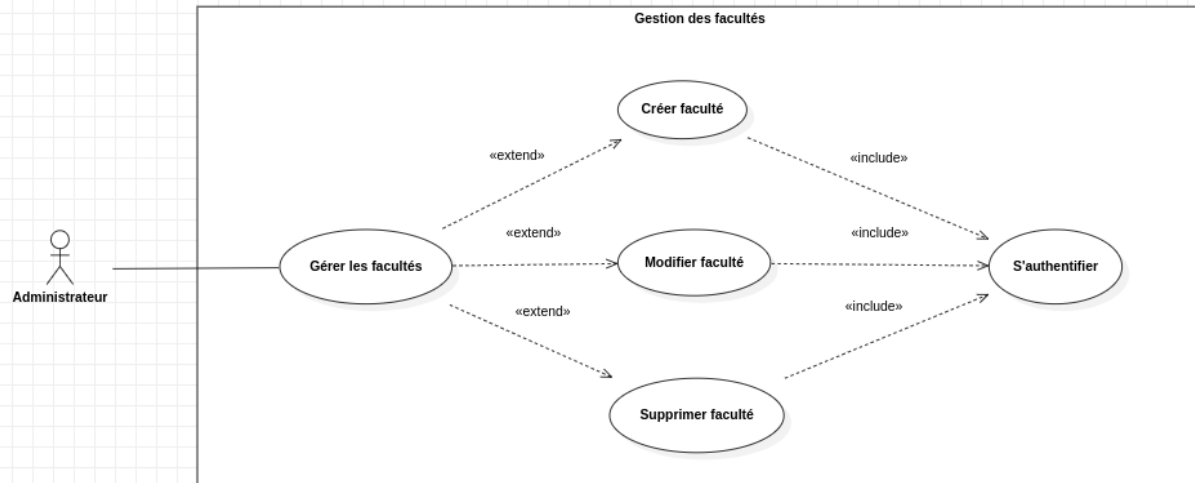 Gestion des facultés
Créer faculté
«extend»
«include»
«extend»
«include»
Gérer les facultés
Modifier faculté
S'authentifier
Administrateur
«extend»
«include»
Supprimer faculté